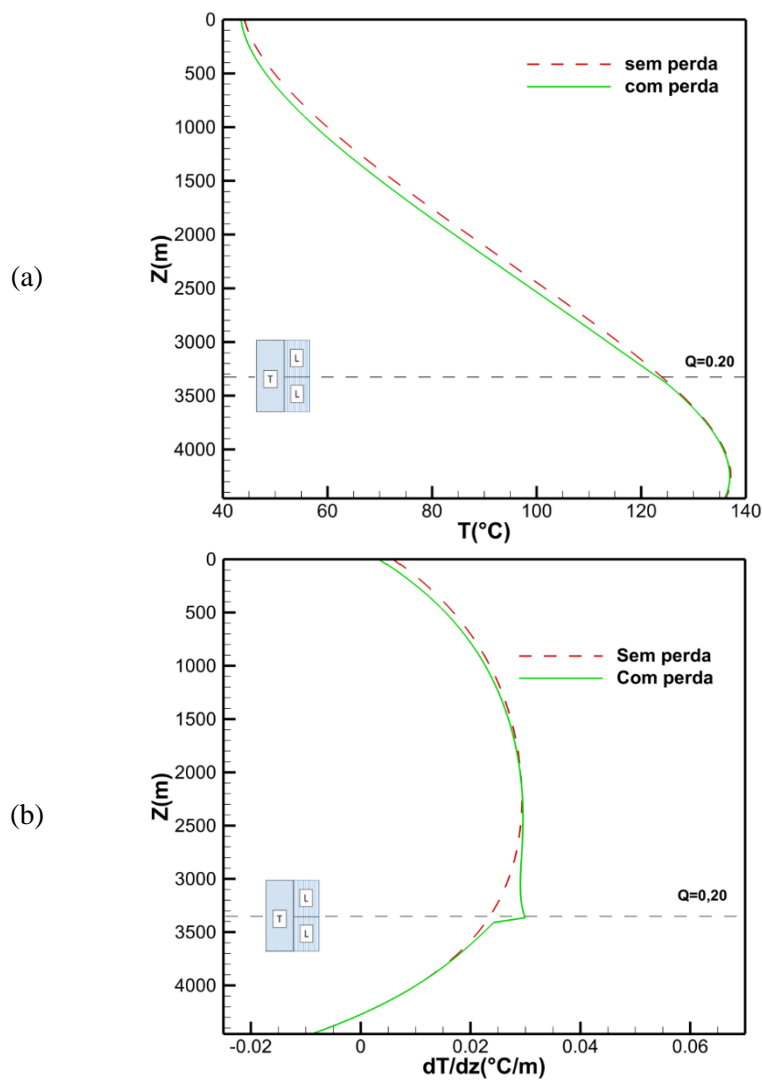 0
500
1000
1500
2000
2500
3000
3500
4000
Z(m)
sem perda
com perda
(a)
L
T
L
Q=0.20
40
60
80
100
120
140
T(°C)
0
500
1000
1500
2000
2500
3000
3500
4000
Z(m)
Sem perda
Com perda
(b)
L
T
L
Q=0,20
-0.02
0
0.02
0.04
0.06
dT/dz(°C/m)